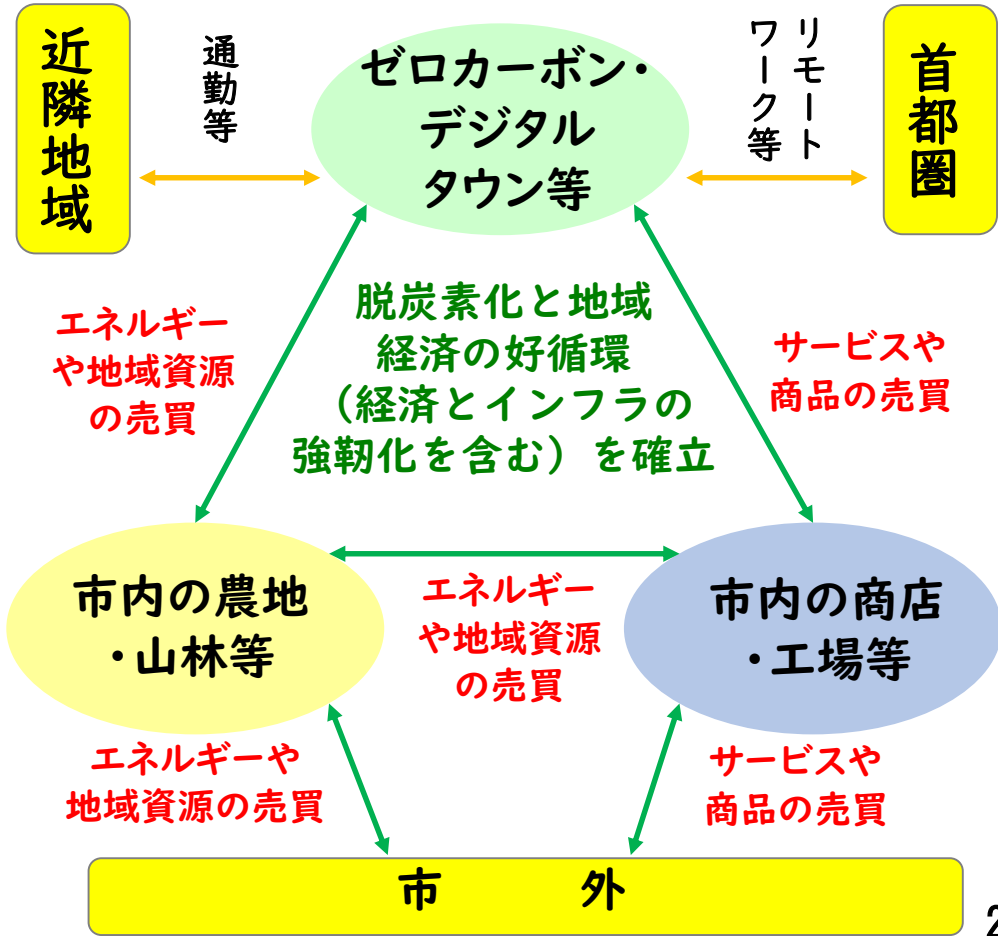 近隣地域
通勤等
ゼロカーボン・
デジタル
タウン等
リモート
ワーク等
首都圏
エネルギー
や地域資源
の売買
脱炭素化と地域
経済の好循環
(経済とインフラの
強靭化を含む)を確立
サービスや
商品の売買
市内の農地
・山林等
エネルギー
や地域資源
の売買
市内の商店
・工場等
エネルギーや
地域資源の売買
サービスや
商品の売買
市 外
2